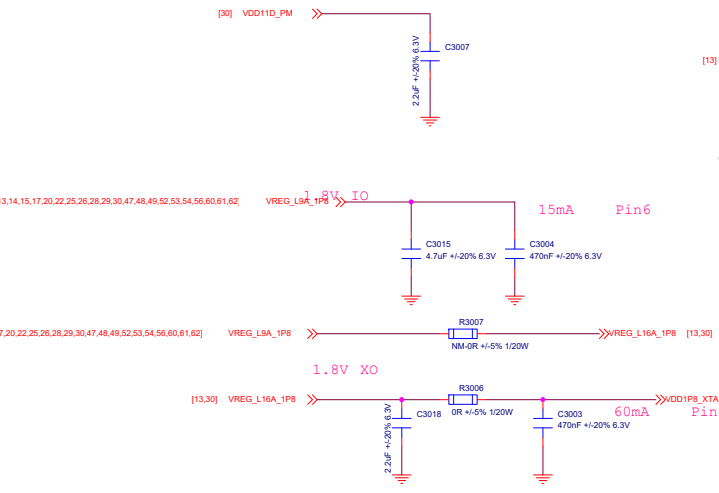 [30] VDD11D_PM
C3007
2.2uF +/-20% 6.3V
[13]
1.8V IO
13,14,15,17,20,22,25,26,28,29,30,47,48,49,52,53,54,56,60,61,62] VREG_L9A_1P8
15mA Pin6
C3015
4.7uF +/-20% 6.3V
C3004
470nF +/-20% 6.3V
7,20,22,25,26,28,29,30,47,48,49,52,53,54,56,60,61,62] VREG_L9A_1P8
R3007
NM-0R +/-5% 1/20W
VREG_L16A_1P8 [13,30]
1.8V XO
[13,30] VREG_L16A_1P8
R3006
0R +/-5% 1/20W
VDD1P8_XTA
C3018
2.2uF +/-20% 6.3V
C3003
470nF +/-20% 6.3V
60mA Pin